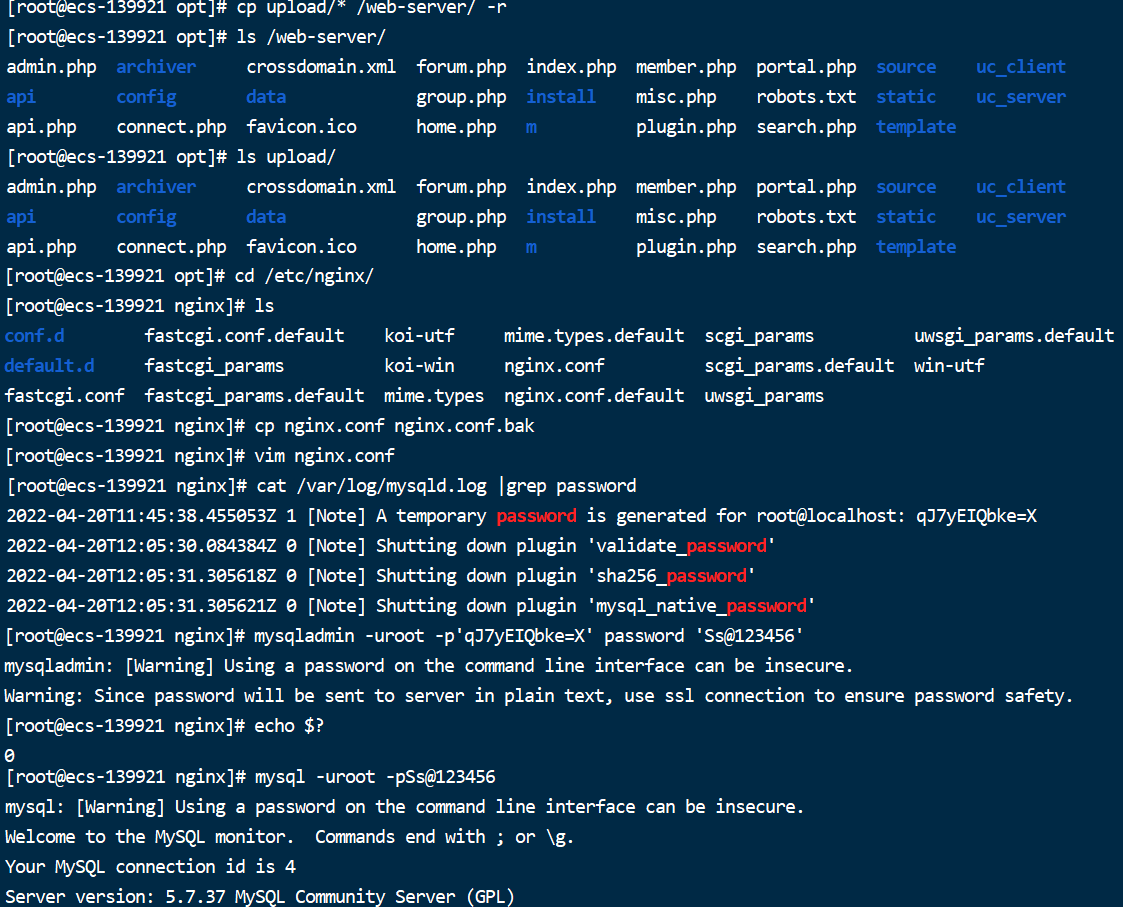 [root@ecs-139921 opt]# cp upload/* /web-server/ -r
[root@ecs-139921 opt]# ls /web-server/
admin.php  archiver     crossdomain.xml  forum.php  index.php  member.php  portal.php  source    uc_client
api        config       data             group.php  install    misc.php    robots.txt  static    uc_server
api.php    connect.php  favicon.ico      home.php   m          plugin.php  search.php  template
[root@ecs-139921 opt]# ls upload/
admin.php  archiver     crossdomain.xml  forum.php  index.php  member.php  portal.php  source    uc_client
api        config       data             group.php  install    misc.php    robots.txt  static    uc_server
api.php    connect.php  favicon.ico      home.php   m          plugin.php  search.php  template
[root@ecs-139921 opt]# cd /etc/nginx/
[root@ecs-139921 nginx]# ls
conf.d        fastcgi.conf.default    koi-utf     mime.types.default  scgi_params          uwsgi_params.default
default.d     fastcgi_params          koi-win     nginx.conf          scgi_params.default  win-utf
fastcgi.conf  fastcgi_params.default  mime.types  nginx.conf.default  uwsgi_params
[root@ecs-139921 nginx]# cp nginx.conf nginx.conf.bak
[root@ecs-139921 nginx]# vim nginx.conf
[root@ecs-139921 nginx]# cat /var/log/mysqld.log |grep password
2022-04-20T11:45:38.455053Z 1 [Note] A temporary password is generated for root@localhost: qJ7yEIQbke=X
2022-04-20T12:05:30.084384Z 0 [Note] Shutting down plugin 'validate_password'
2022-04-20T12:05:31.305618Z 0 [Note] Shutting down plugin 'sha256_password'
2022-04-20T12:05:31.305621Z 0 [Note] Shutting down plugin 'mysql_native_password'
[root@ecs-139921 nginx]# mysqladmin -uroot -p'qJ7yEIQbke=X' password 'Ss@123456'
mysqladmin: [Warning] Using a password on the command line interface can be insecure.
Warning: Since password will be sent to server in plain text, use ssl connection to ensure password safety.
[root@ecs-139921 nginx]# echo $?
0
[root@ecs-139921 nginx]# mysql -uroot -pSs@123456
mysql: [Warning] Using a password on the command line interface can be insecure.
Welcome to the MySQL monitor.  Commands end with ; or \g.
Your MySQL connection id is 4
Server version: 5.7.37 MySQL Community Server (GPL)